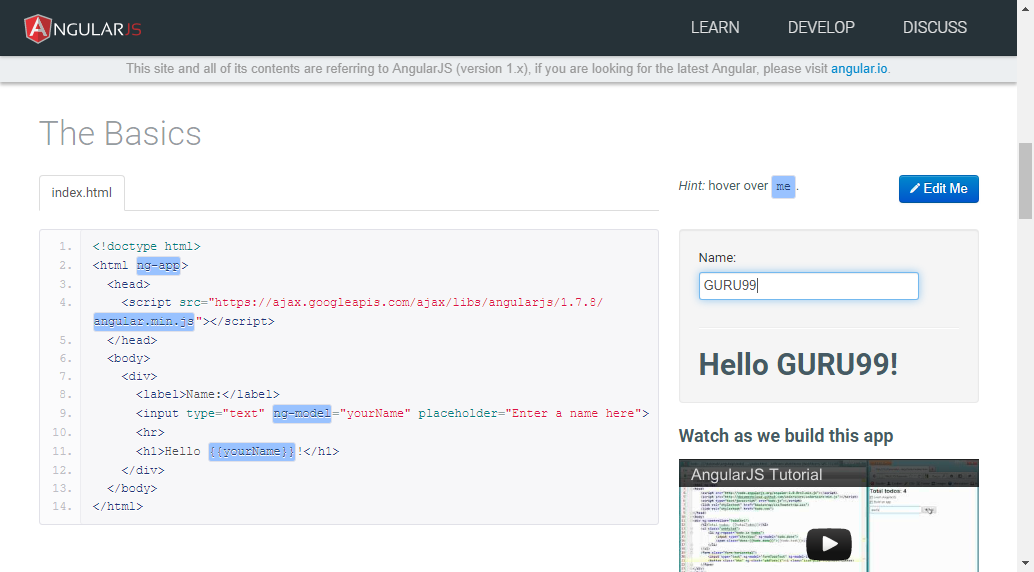 ANGULARJS
LEARN DEVELOP DISCUSS
This site and all of its contents are referring to AngularJS (version 1.x), if you are looking for the latest Angular, please visit angular.io.
The Basics
index.html
1. <!doctype html>
2. <html ng-app>
3. <head>
4. <script src="https://ajax.googleapis.com/ajax/libs/angularjs/1.7.8/
angular.min.js"></script>
5. </head>
6. <body>
7. <div>
8. <label>Name:</label>
9. <input type="text" ng-model="yourName" placeholder="Enter a name here">
10. <hr>
11. <h1>Hello {{yourName}}!</h1>
12. </div>
13. </body>
14. </html>
Hint: hover over me.
Edit Me
Name:
GURU99
Hello GURU99!
Watch as we build this app
AngularJS Tutorial
Total todos: 4